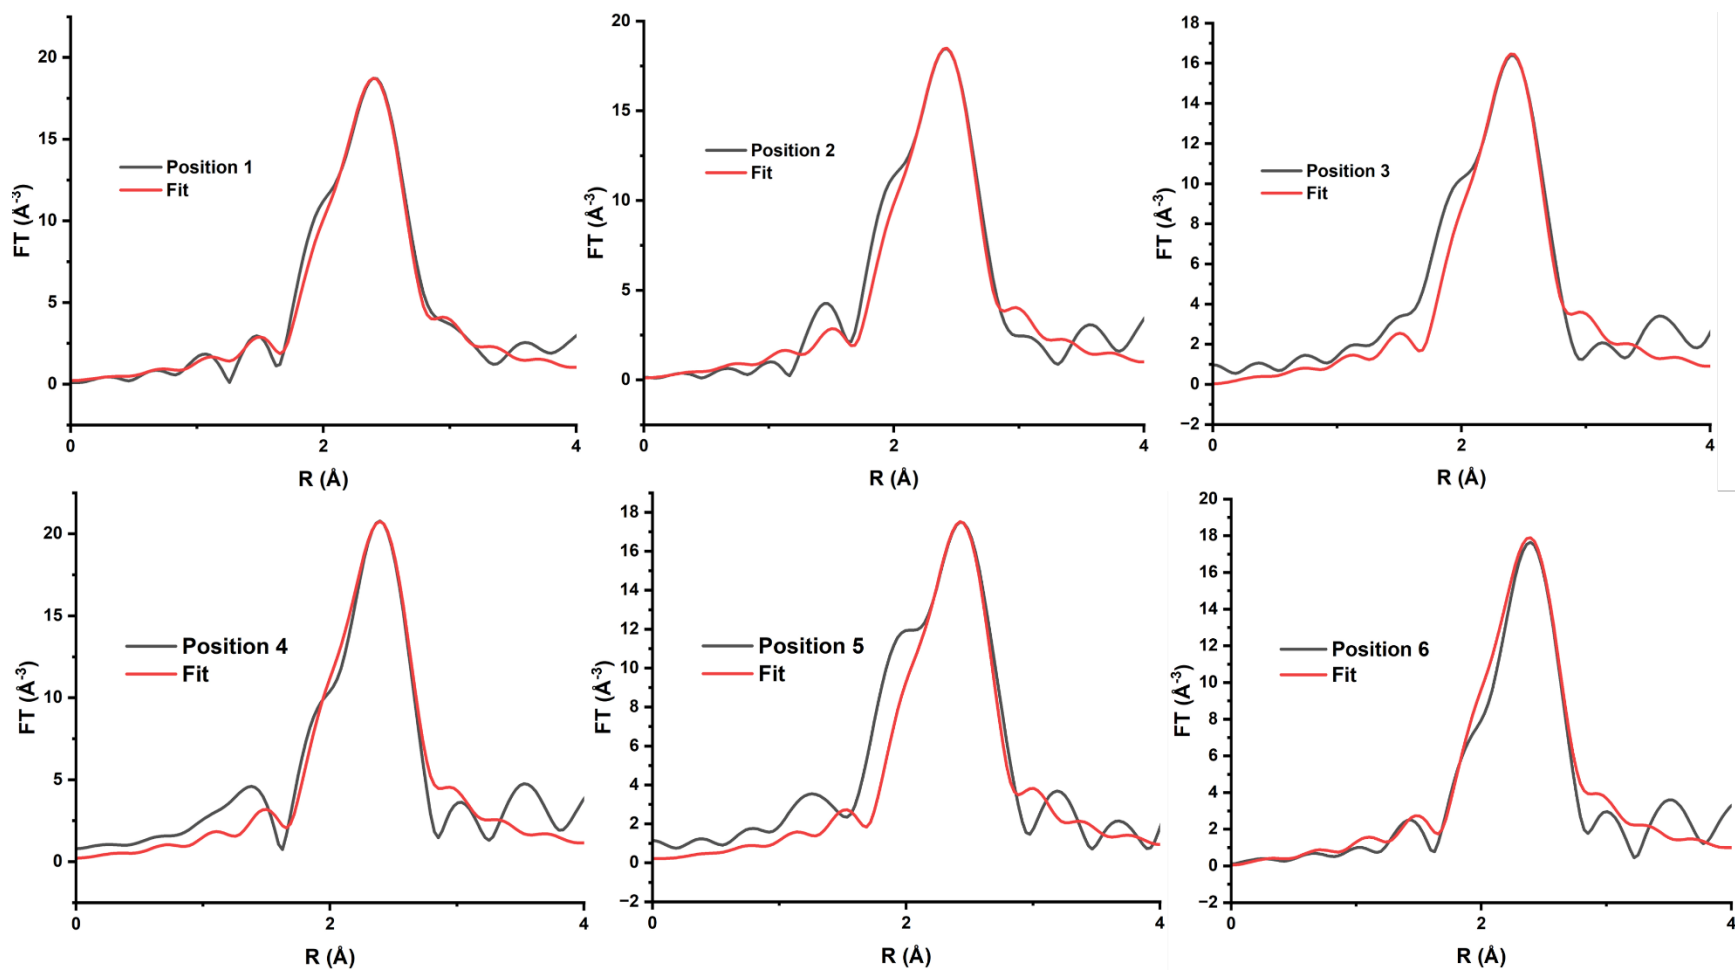 20
15
10
5
0
FT (Å-3)
Position 1
Fit
0
2
4
R (Å)
20
15
10
5
0
FT (Å-3)
Position 2
Fit
0
2
4
R (Å)
18
16
14
12
10
8
6
4
2
0
−2
FT (Å-3)
Position 3
Fit
0
2
4
R (Å)
20
15
10
5
0
FT (Å-3)
Position 4
Fit
0
2
4
R (Å)
18
16
14
12
10
8
6
4
2
0
−2
FT (Å-3)
Position 5
Fit
0
2
4
R (Å)
20
18
16
14
12
10
8
6
4
2
0
−2
FT (Å-3)
Position 6
Fit
0
2
4
R (Å)